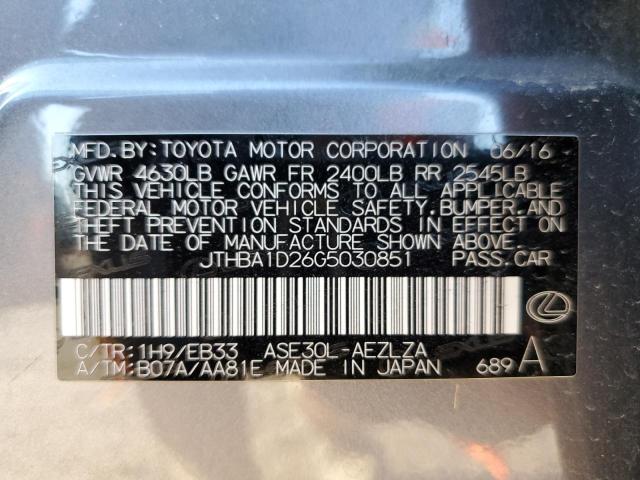 MFD.BY:TOYOTA MOTOR CORPORATION 06/16
GVWR 4630LB GAWR FR 2400LB RR 2545LB
THIS VEHICLE CONFORMS TO ALL APPLICABLE
FEDERAL MOTOR VEHICLE SAFETY,BUMPER,AND
THEFT PREVENTION STANDARDS IN EFFECT ON
THE DATE OF MANUFACTURE SHOWN ABOVE.
JTHBA1D26G5030851 PASS.CAR
C/TR:1H9/EB33 ASE30L-AEZLZA
A/TM:B07A/AA81E MADE IN JAPAN 689 A